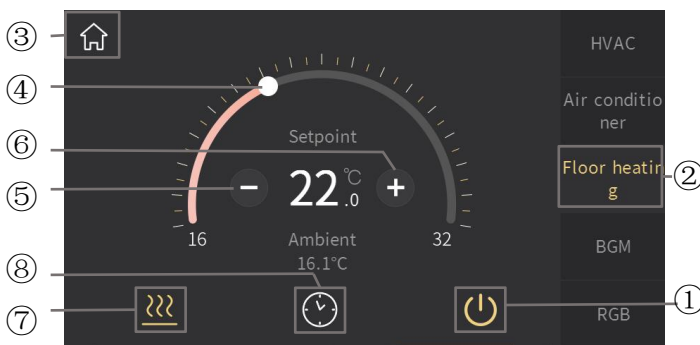 ③
HVAC
④
Air conditio
ner
⑥
Setpoint
Floor heatin
g
②
⑤
−
22.0 ℃
+
16
Ambient
32
BGM
16.1℃
⑧
⑦
①
RGB